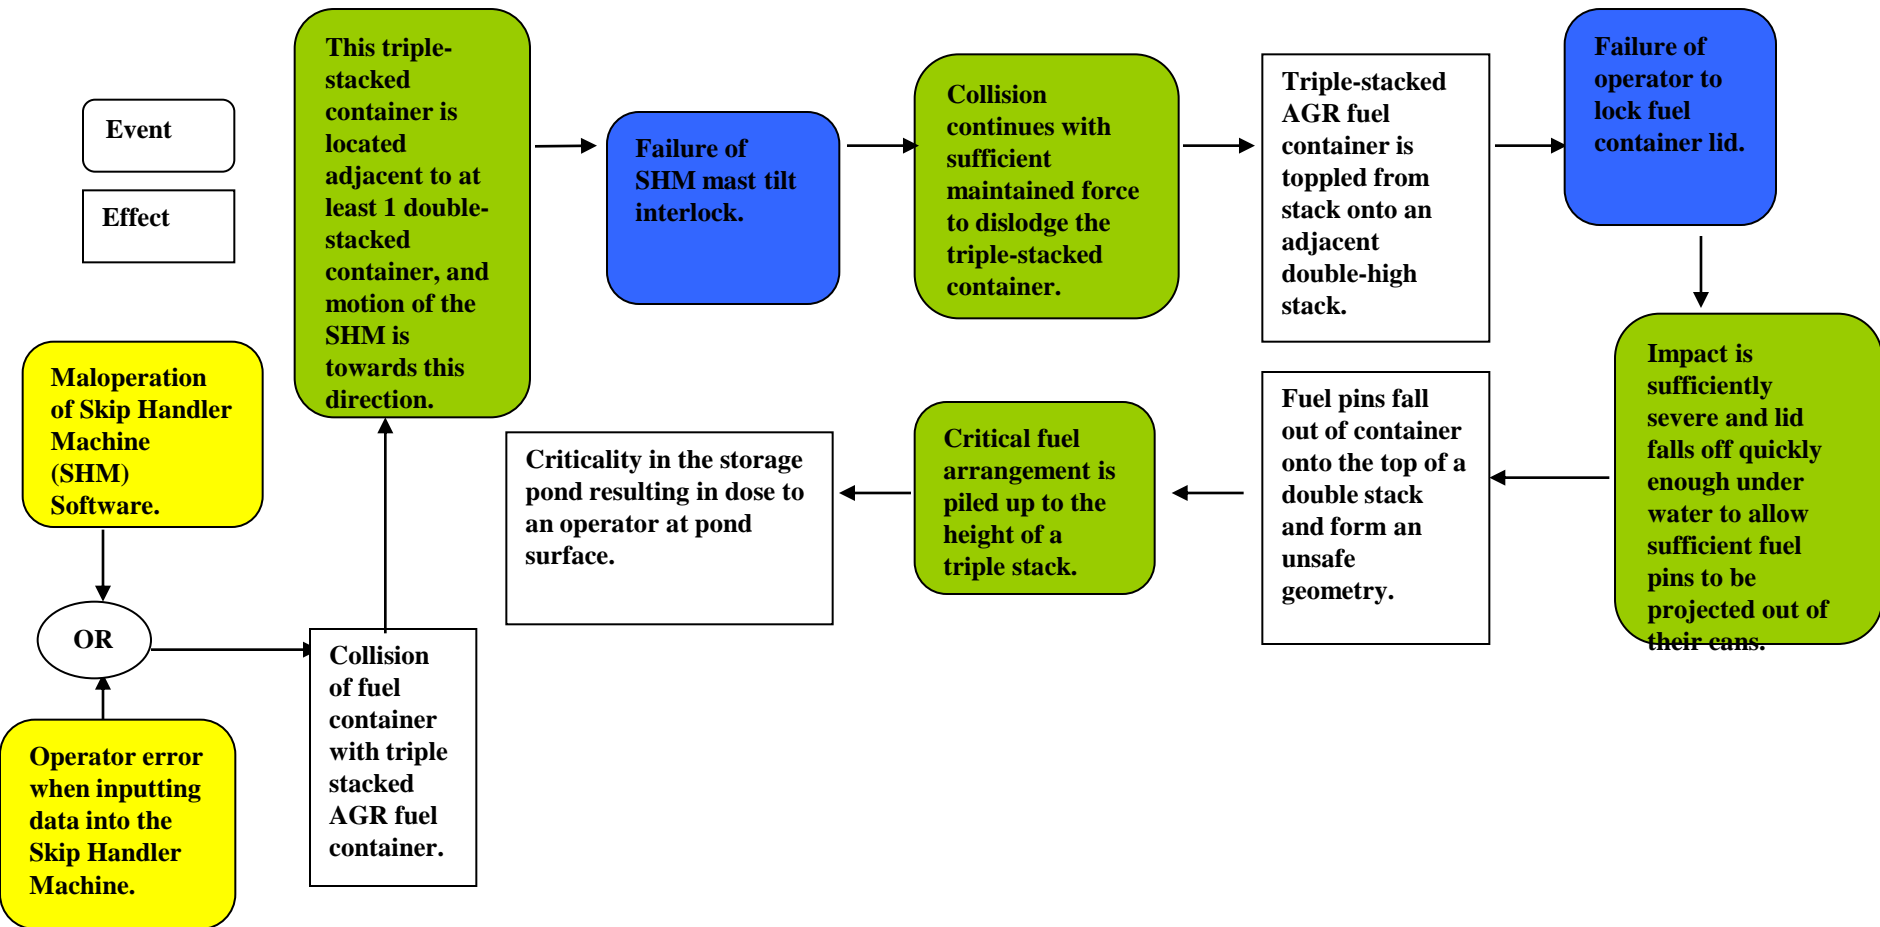 Event
Effect
Maloperation
of Skip Handler
Machine
(SHM)
Software.
OR
Operator error
when inputting
data into the
Skip Handler
Machine.
Collision
of fuel
container
with triple
stacked
AGR fuel
container.
This triple-
stacked
container is
located
adjacent to at
least 1 double-
stacked
container, and
motion of the
SHM is
towards this
direction.
Failure of
SHM mast tilt
interlock.
Collision
continues with
sufficient
maintained force
to dislodge the
triple-stacked
container.
Triple-stacked
AGR fuel
container is
toppled from
stack onto an
adjacent
double-high
stack.
Failure of
operator to
lock fuel
container lid.
Impact is
sufficiently
severe and lid
falls off quickly
enough under
water to allow
sufficient fuel
pins to be
projected out of
their cans.
Fuel pins fall
out of container
onto the top of a
double stack
and form an
unsafe
geometry.
Critical fuel
arrangement is
piled up to the
height of a
triple stack.
Criticality in the storage
pond resulting in dose to
an operator at pond
surface.